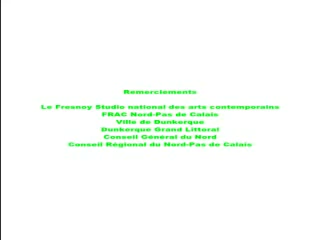 Remerciements
Le Fresnoy Studio national des arts contemporains
FRAC Nord-Pas de Calais
Ville de Dunkerque
Dunkerque Grand Littoral
Conseil Général du Nord
Conseil Régional du Nord-Pas de Calais